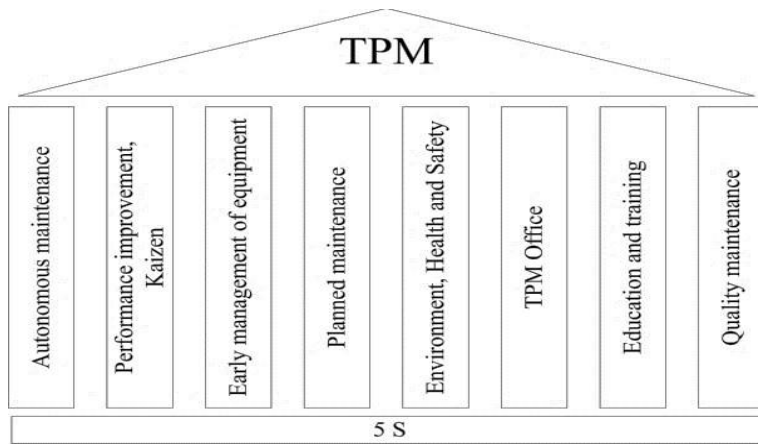 TPM
Autonomous maintenance
Performance improvement,
Kaizen
Early management of equipment
Planned maintenance
Environment, Health and Safety
TPM Office
Education and training
Quality maintenance
5 S